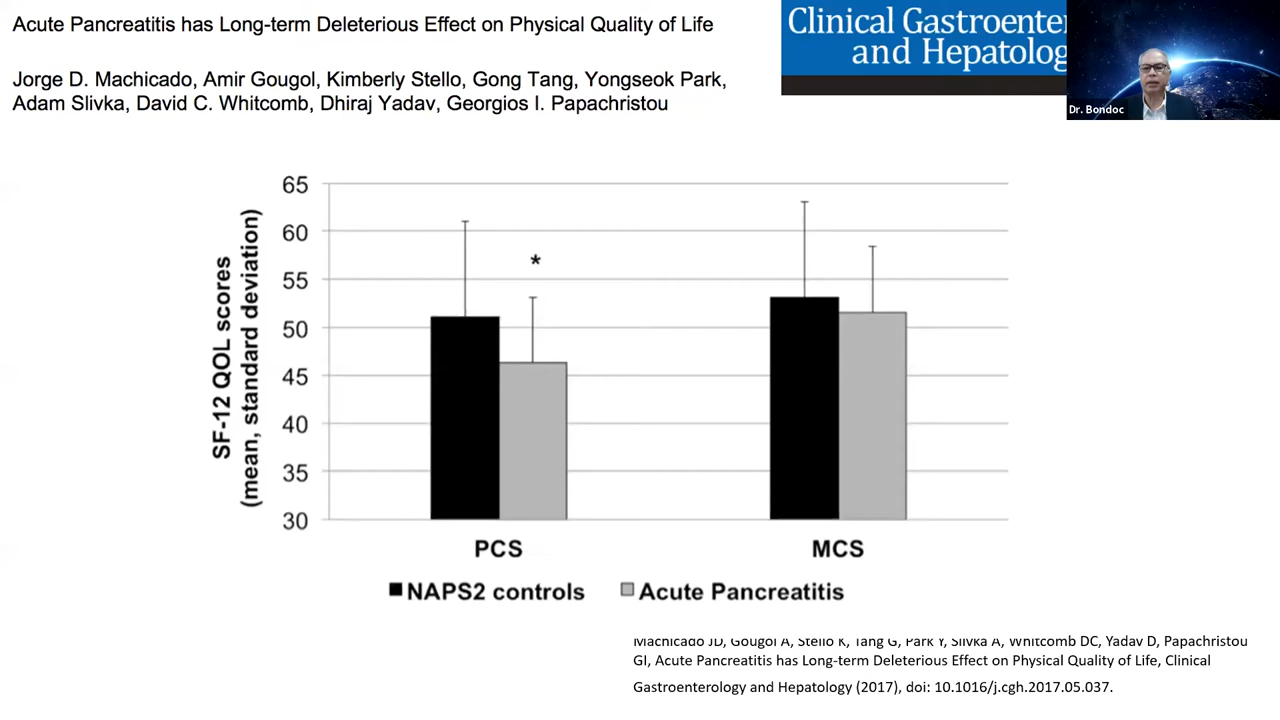 Acute Pancreatitis has Long-term Deleterious Effect on Physical Quality of Life
Jorge D. Machicado, Amir Gougol, Kimberly Stello, Gong Tang, Yongseok Park,
Adam Slivka, David C. Whitcomb, Dhiraj Yadav, Georgios I. Papachristou
Clinical Gastroente
and Hepatolog
Dr. Bondoc
65
60
55
50
45
40
35
30
SF-12 QOL scores
(mean, standard deviation)
*
PCS
MCS
NAPS2 controls
Acute Pancreatitis
Machicado JD, Gougol A, Stello K, Tang G, Park Y, Slivka A, Whitcomb DC, Yadav D, Papachristou
GI, Acute Pancreatitis has Long-term Deleterious Effect on Physical Quality of Life, Clinical
Gastroenterology and Hepatology (2017), doi: 10.1016/j.cgh.2017.05.037.